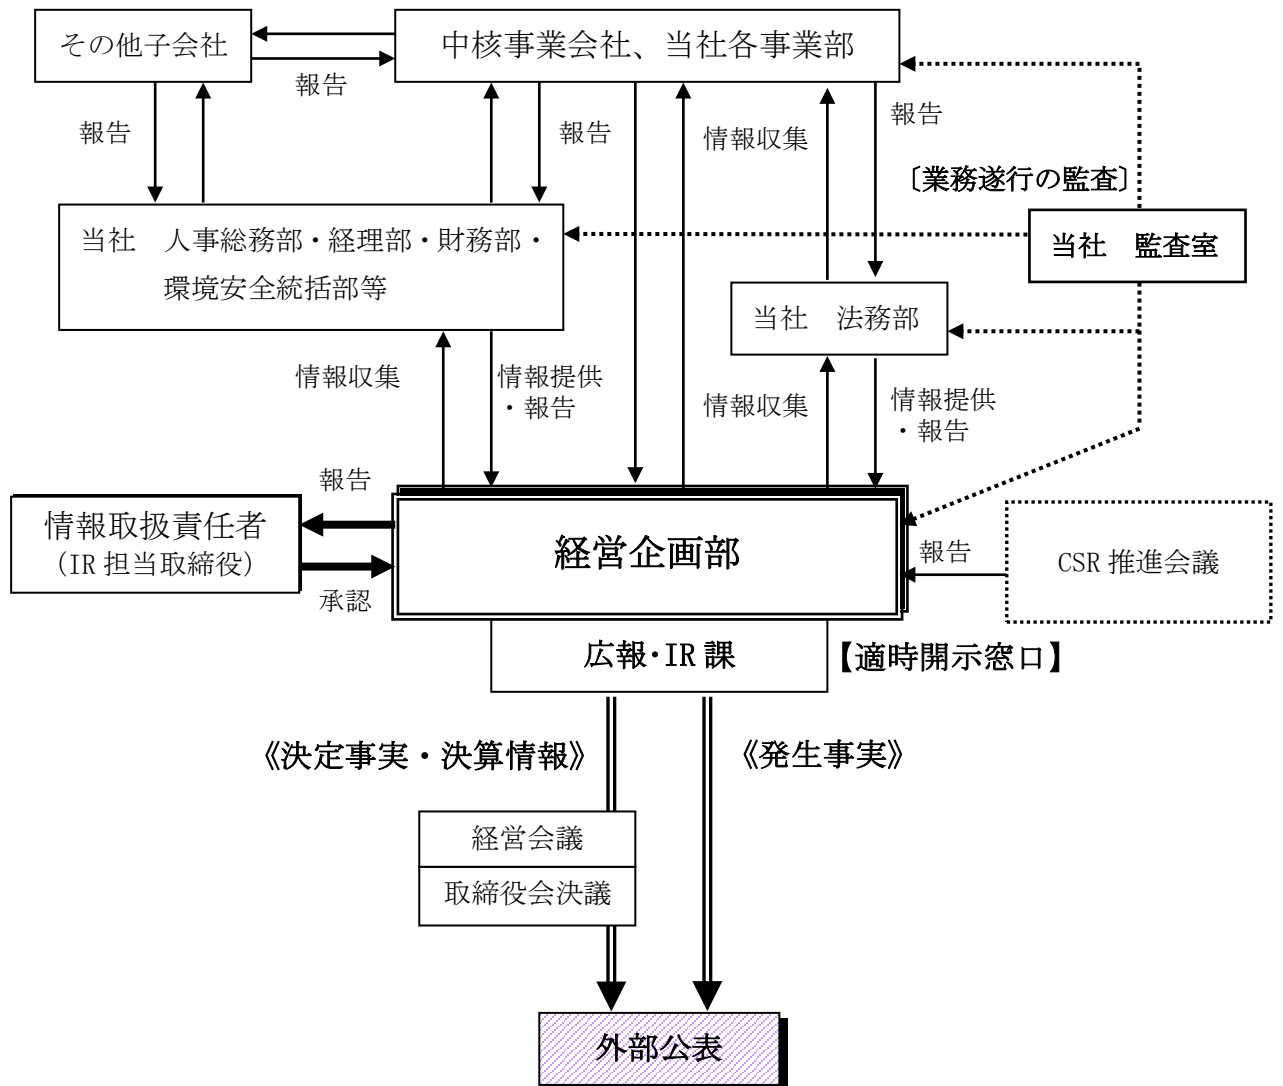 その他子会社
中核事業会社、当社各事業部
報告
報告
報告
情報収集
報告
〔業務遂行の監査〕
当社　人事総務部・経理部・財務部・
環境安全統括部等
当社　監査室
当社　法務部
情報収集
情報提供
・報告
情報収集
情報提供
・報告
報告
情報取扱責任者
(IR 担当取締役)
承認
経営企画部
報告
CSR 推進会議
広報・IR 課
【適時開示窓口】
《決定事実・決算情報》
《発生事実》
経営会議
取締役会決議
外部公表